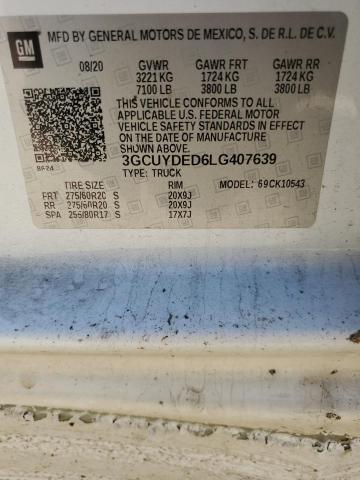 GM
MFD BY GENERAL MOTORS DE MEXICO, S. DE R.L. DE C.V.
08/20 GVWR GAWR FRT GAWR RR
3221 KG 1724 KG 1724 KG
7100 LB 3800 LB 3800 LB
THIS VEHICLE CONFORMS TO ALL
APPLICABLE U.S. FEDERAL MOTOR
VEHICLE SAFETY STANDARDS IN
EFFECT ON THE DATE OF MANUFACTURE
SHOWN ABOVE.
3GCUYDED6LG407639
TYPE: TRUCK MODEL: 69CK10543
TIRE SIZE RIM
FRT 275/60R20 S 20X9J
RR 275/60R20 S 20X9J
SPA 255/80R17 S 17X7J